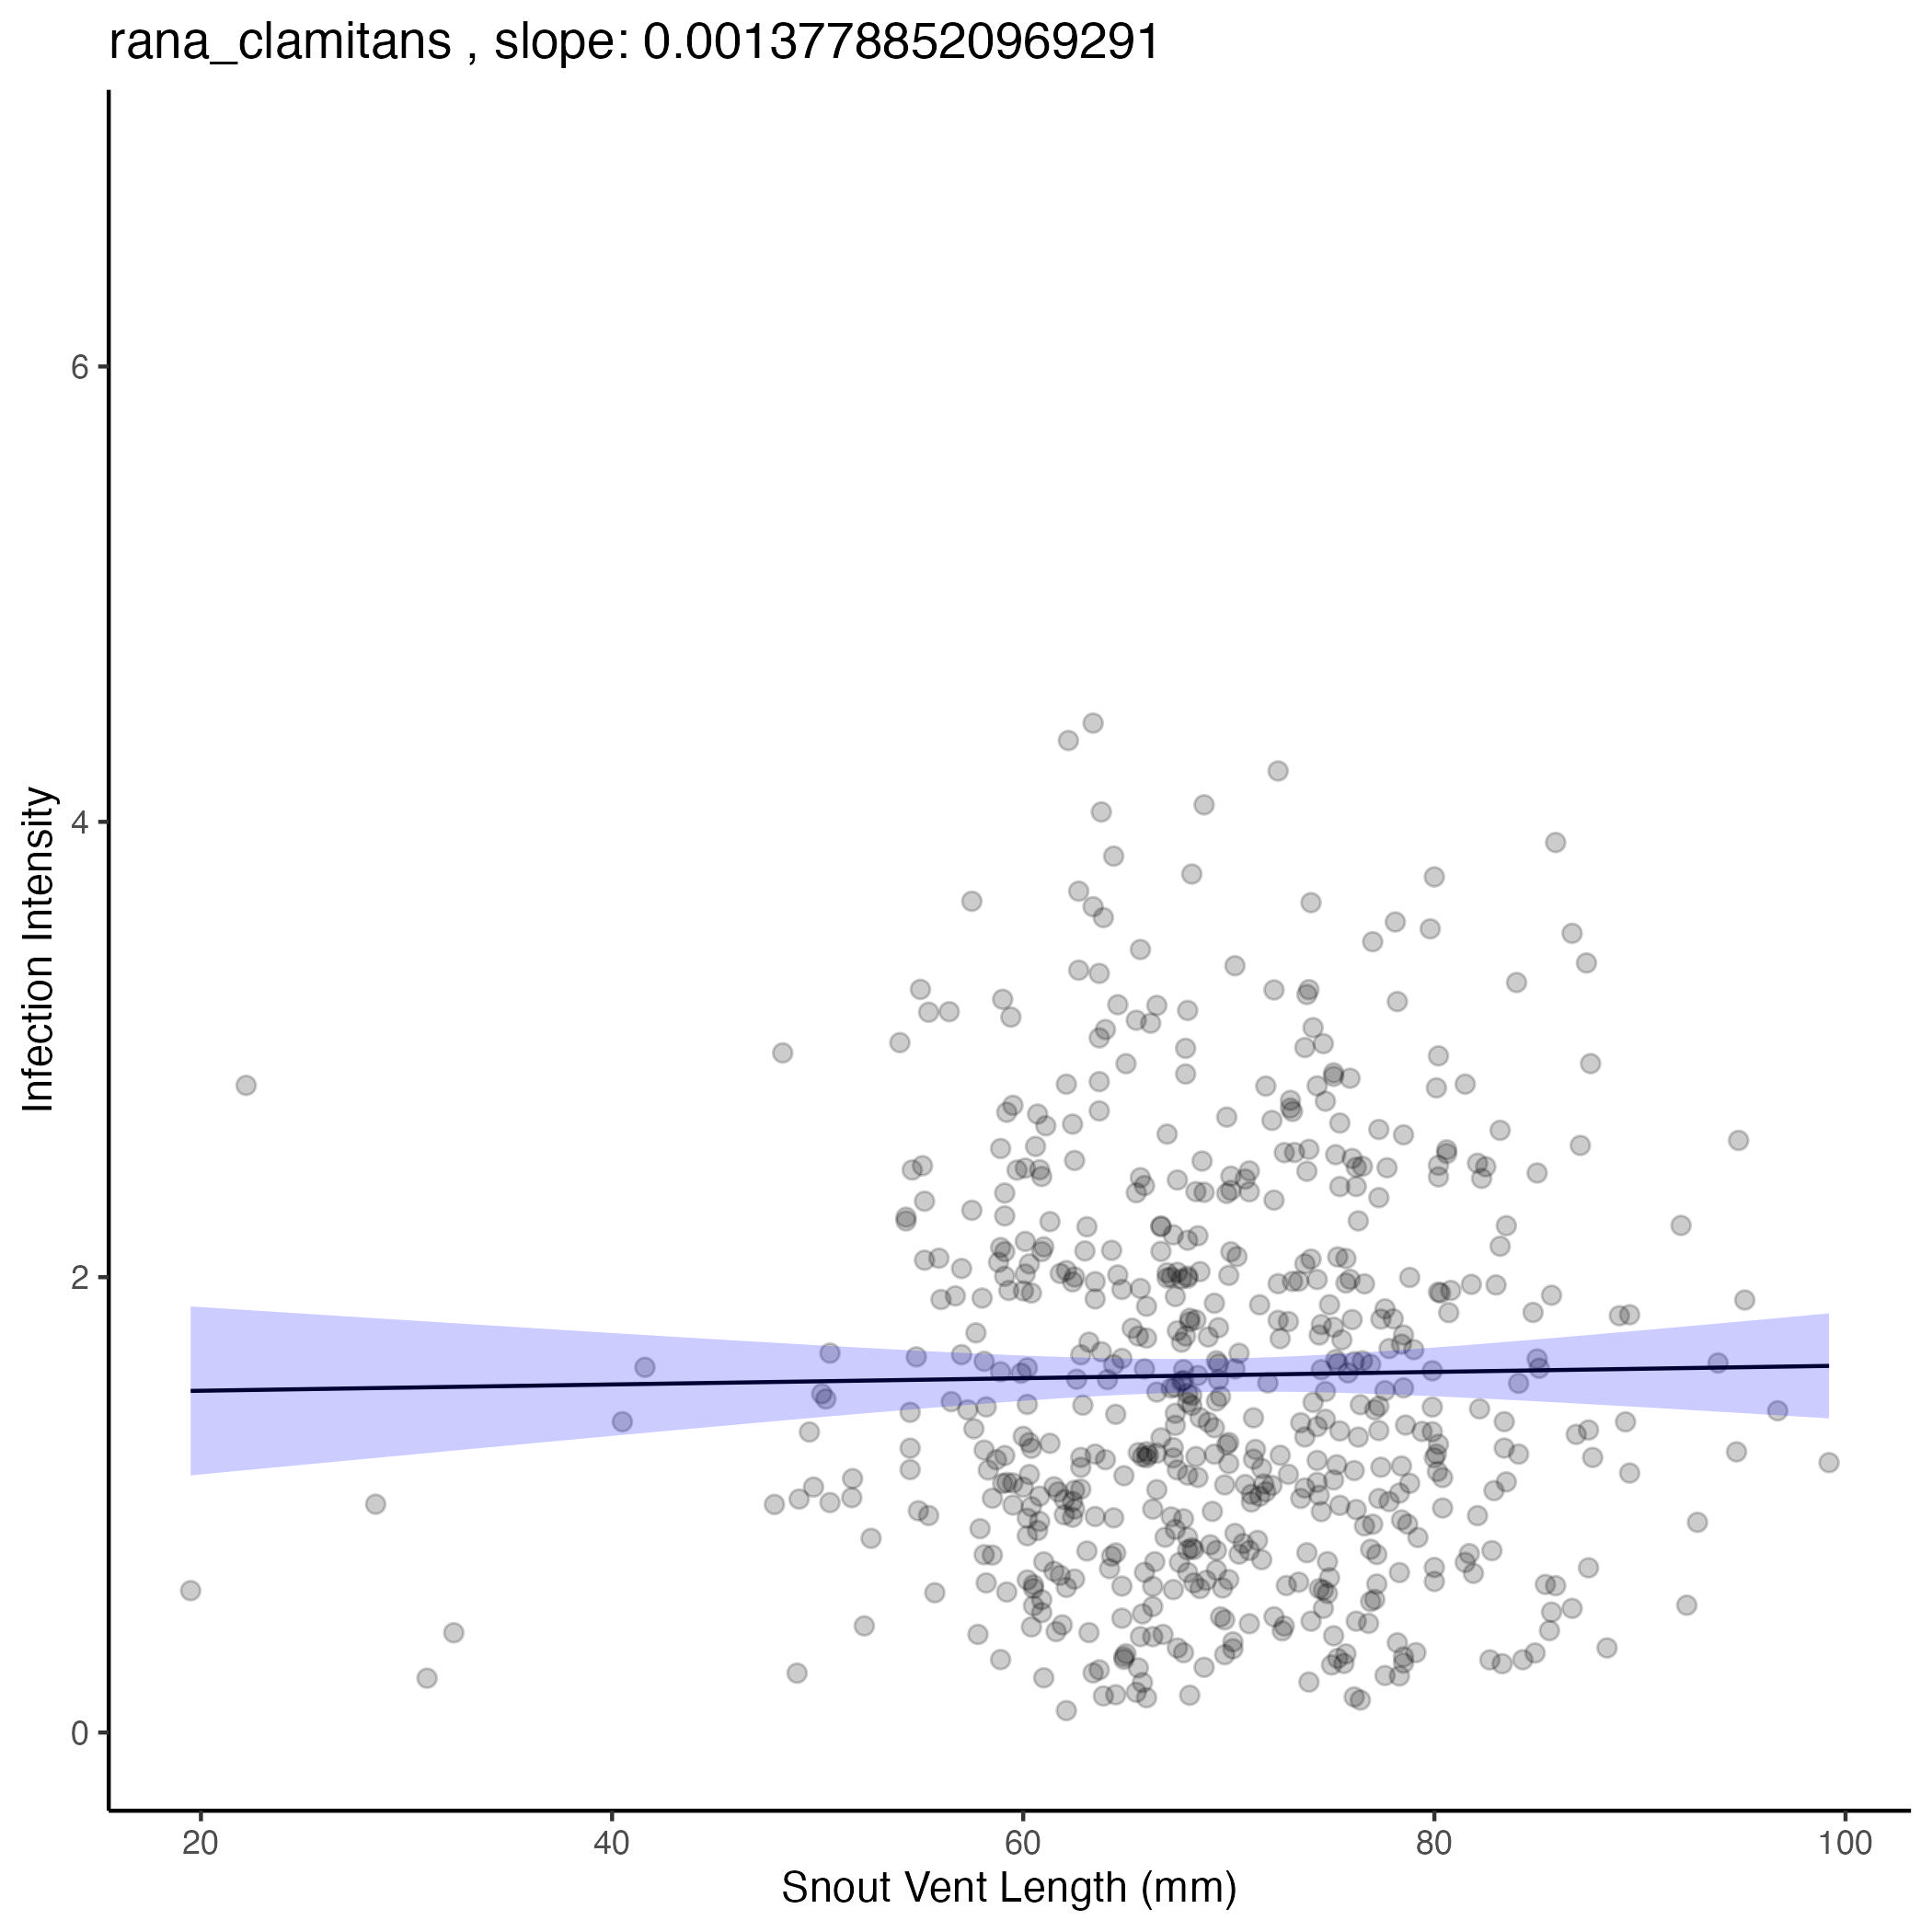 rana_clamitans , slope: 0.00137788520969291
Infection Intensity
6
4
2
0
20 40 60 80 100
Snout Vent Length (mm)